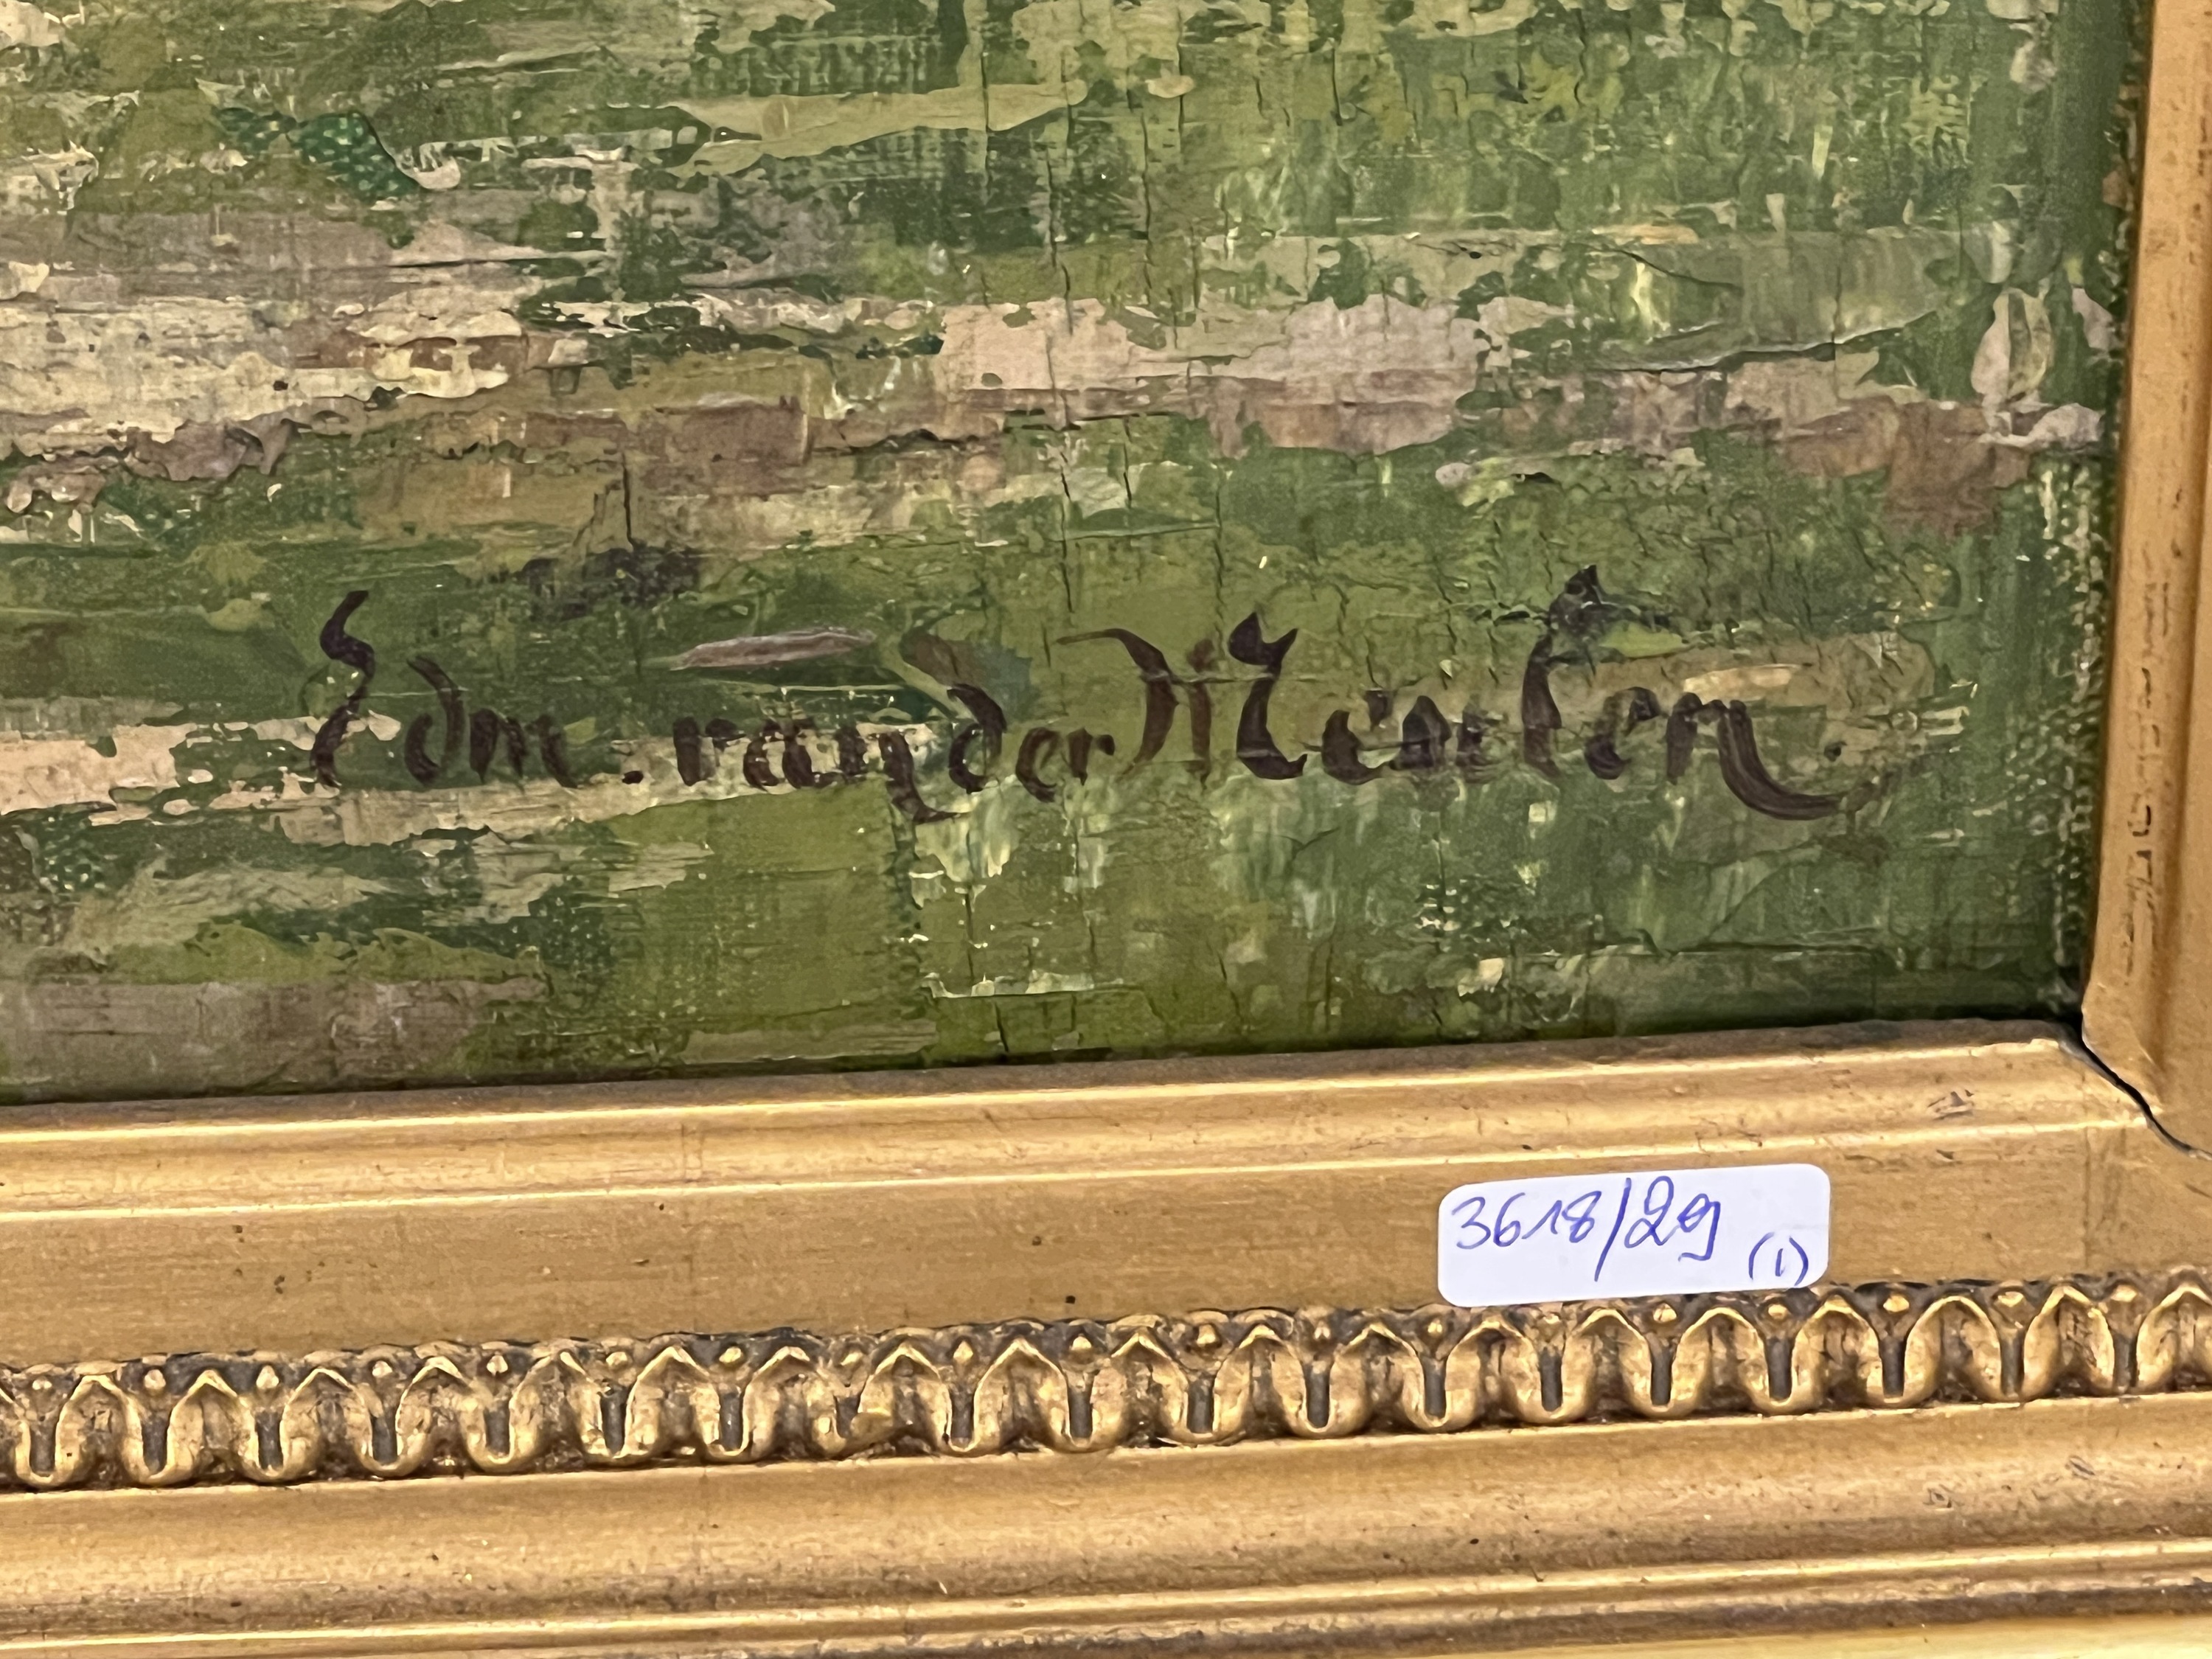 Edm. van der Meulen.
3618/29 (1)